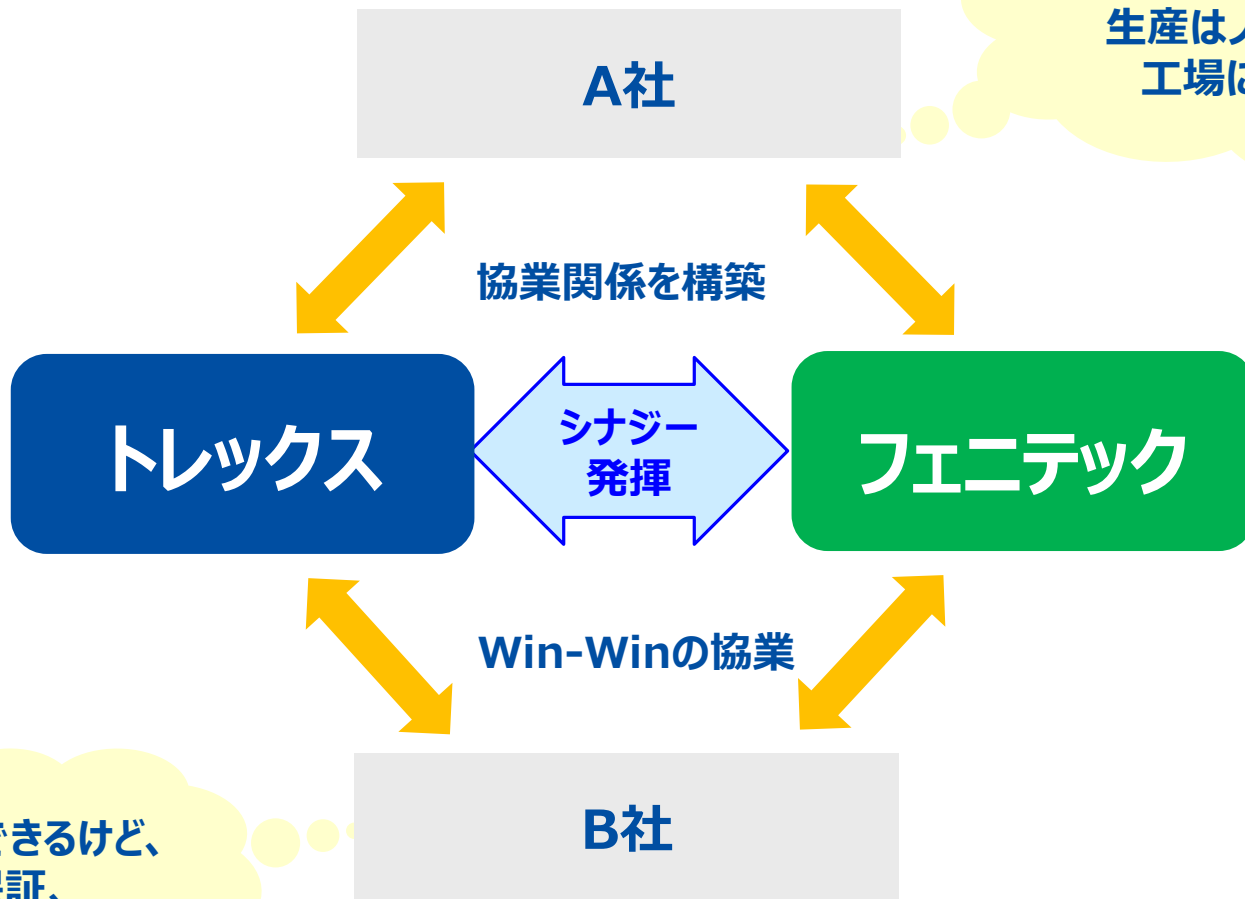 生産は
工場に
A社
協業関係を構築
トレックス
シナジー
発揮
フェニテック
Win-Winの協業
B社
できるけど、
証、